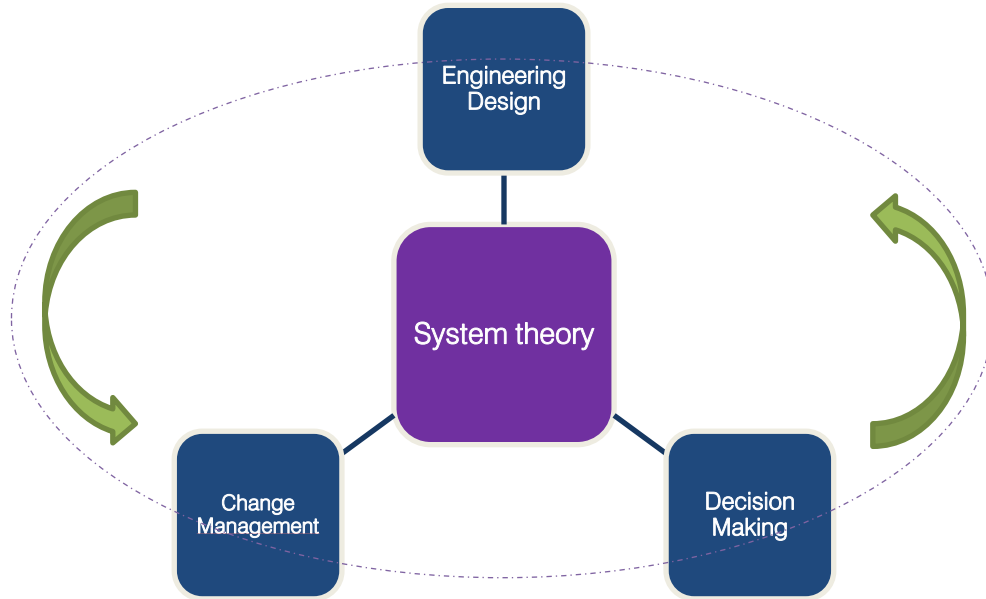 Engineering
Design
System theory
Change
Management
Decision
Making